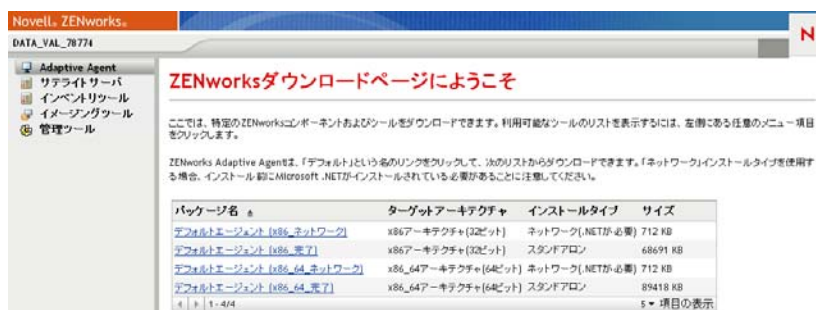 Novell® ZENworks®
DATA_VAL_78774
N
Adaptive Agent
サテライトサーバ
インベントリツール
イメージングツール
管理ツール
ZENworksダウンロードページにようこそ
ここでは、特定のZENworksコンポーネントおよびツールをダウンロードできます。利用可能なツールのリストを表示するには、左側にある任意のメニュー項目
をクリックします。
ZENworks Adaptive Agentは、「デフォルト」という名のリンクをクリックして、次のリストからダウンロードできます。「ネットワーク」インストールタイプを使用す
る場合、インストール前にMicrosoft .NETがインストールされている必要があることに注意してください。
パッケージ名 ターゲットアーキテクチャ インストールタイプ サイズ
デフォルトエージェント (x86_ネットワーク) x86アーキテクチャ(32ビット) ネットワーク(.NETが必要) 712 KB
デフォルトエージェント (x86_完了) x86アーキテクチャ(32ビット) スタンドアロン 68691 KB
デフォルトエージェント (x86_64_ネットワーク) x86_64アーキテクチャ(64ビット) ネットワーク(.NETが必要) 712 KB
デフォルトエージェント (x86_64_完了) x86_64アーキテクチャ(64ビット) スタンドアロン 89418 KB
1 - 4/4 5 項目の表示